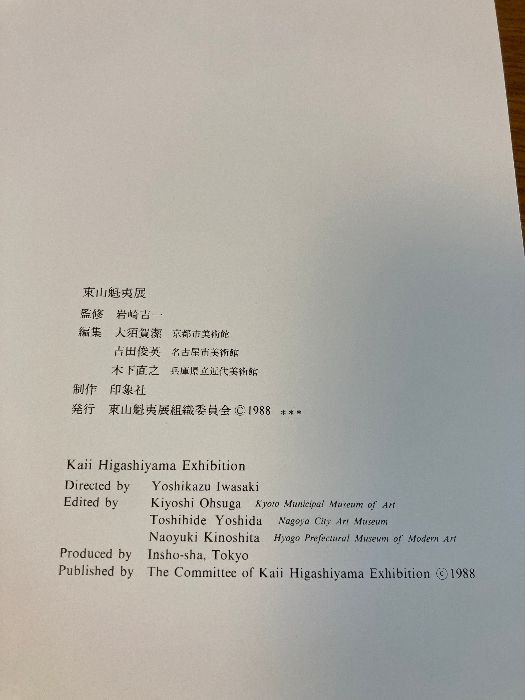 東山魁夷展
監修 岩崎吉一
編集 大須賀潔 京都市美術館
吉田俊英 名古屋市美術館
木下直之 兵庫県立近代美術館
制作 印象社
発行 東山魁夷展組織委員会©1988 ***
Kaii Higashiyama Exhibition
Directed by Yoshikazu Iwasaki
Edited by Kiyoshi Ohsuga Kyoto Municipal Museum of Art
Toshihide Yoshida Nagoya City Art Museum
Naoyuki Kinoshita Hyogo Prefectural Museum of Modern Art
Produced by Insho-sha, Tokyo
Published by The Committee of Kaii Higashiyama Exhibition ©1988